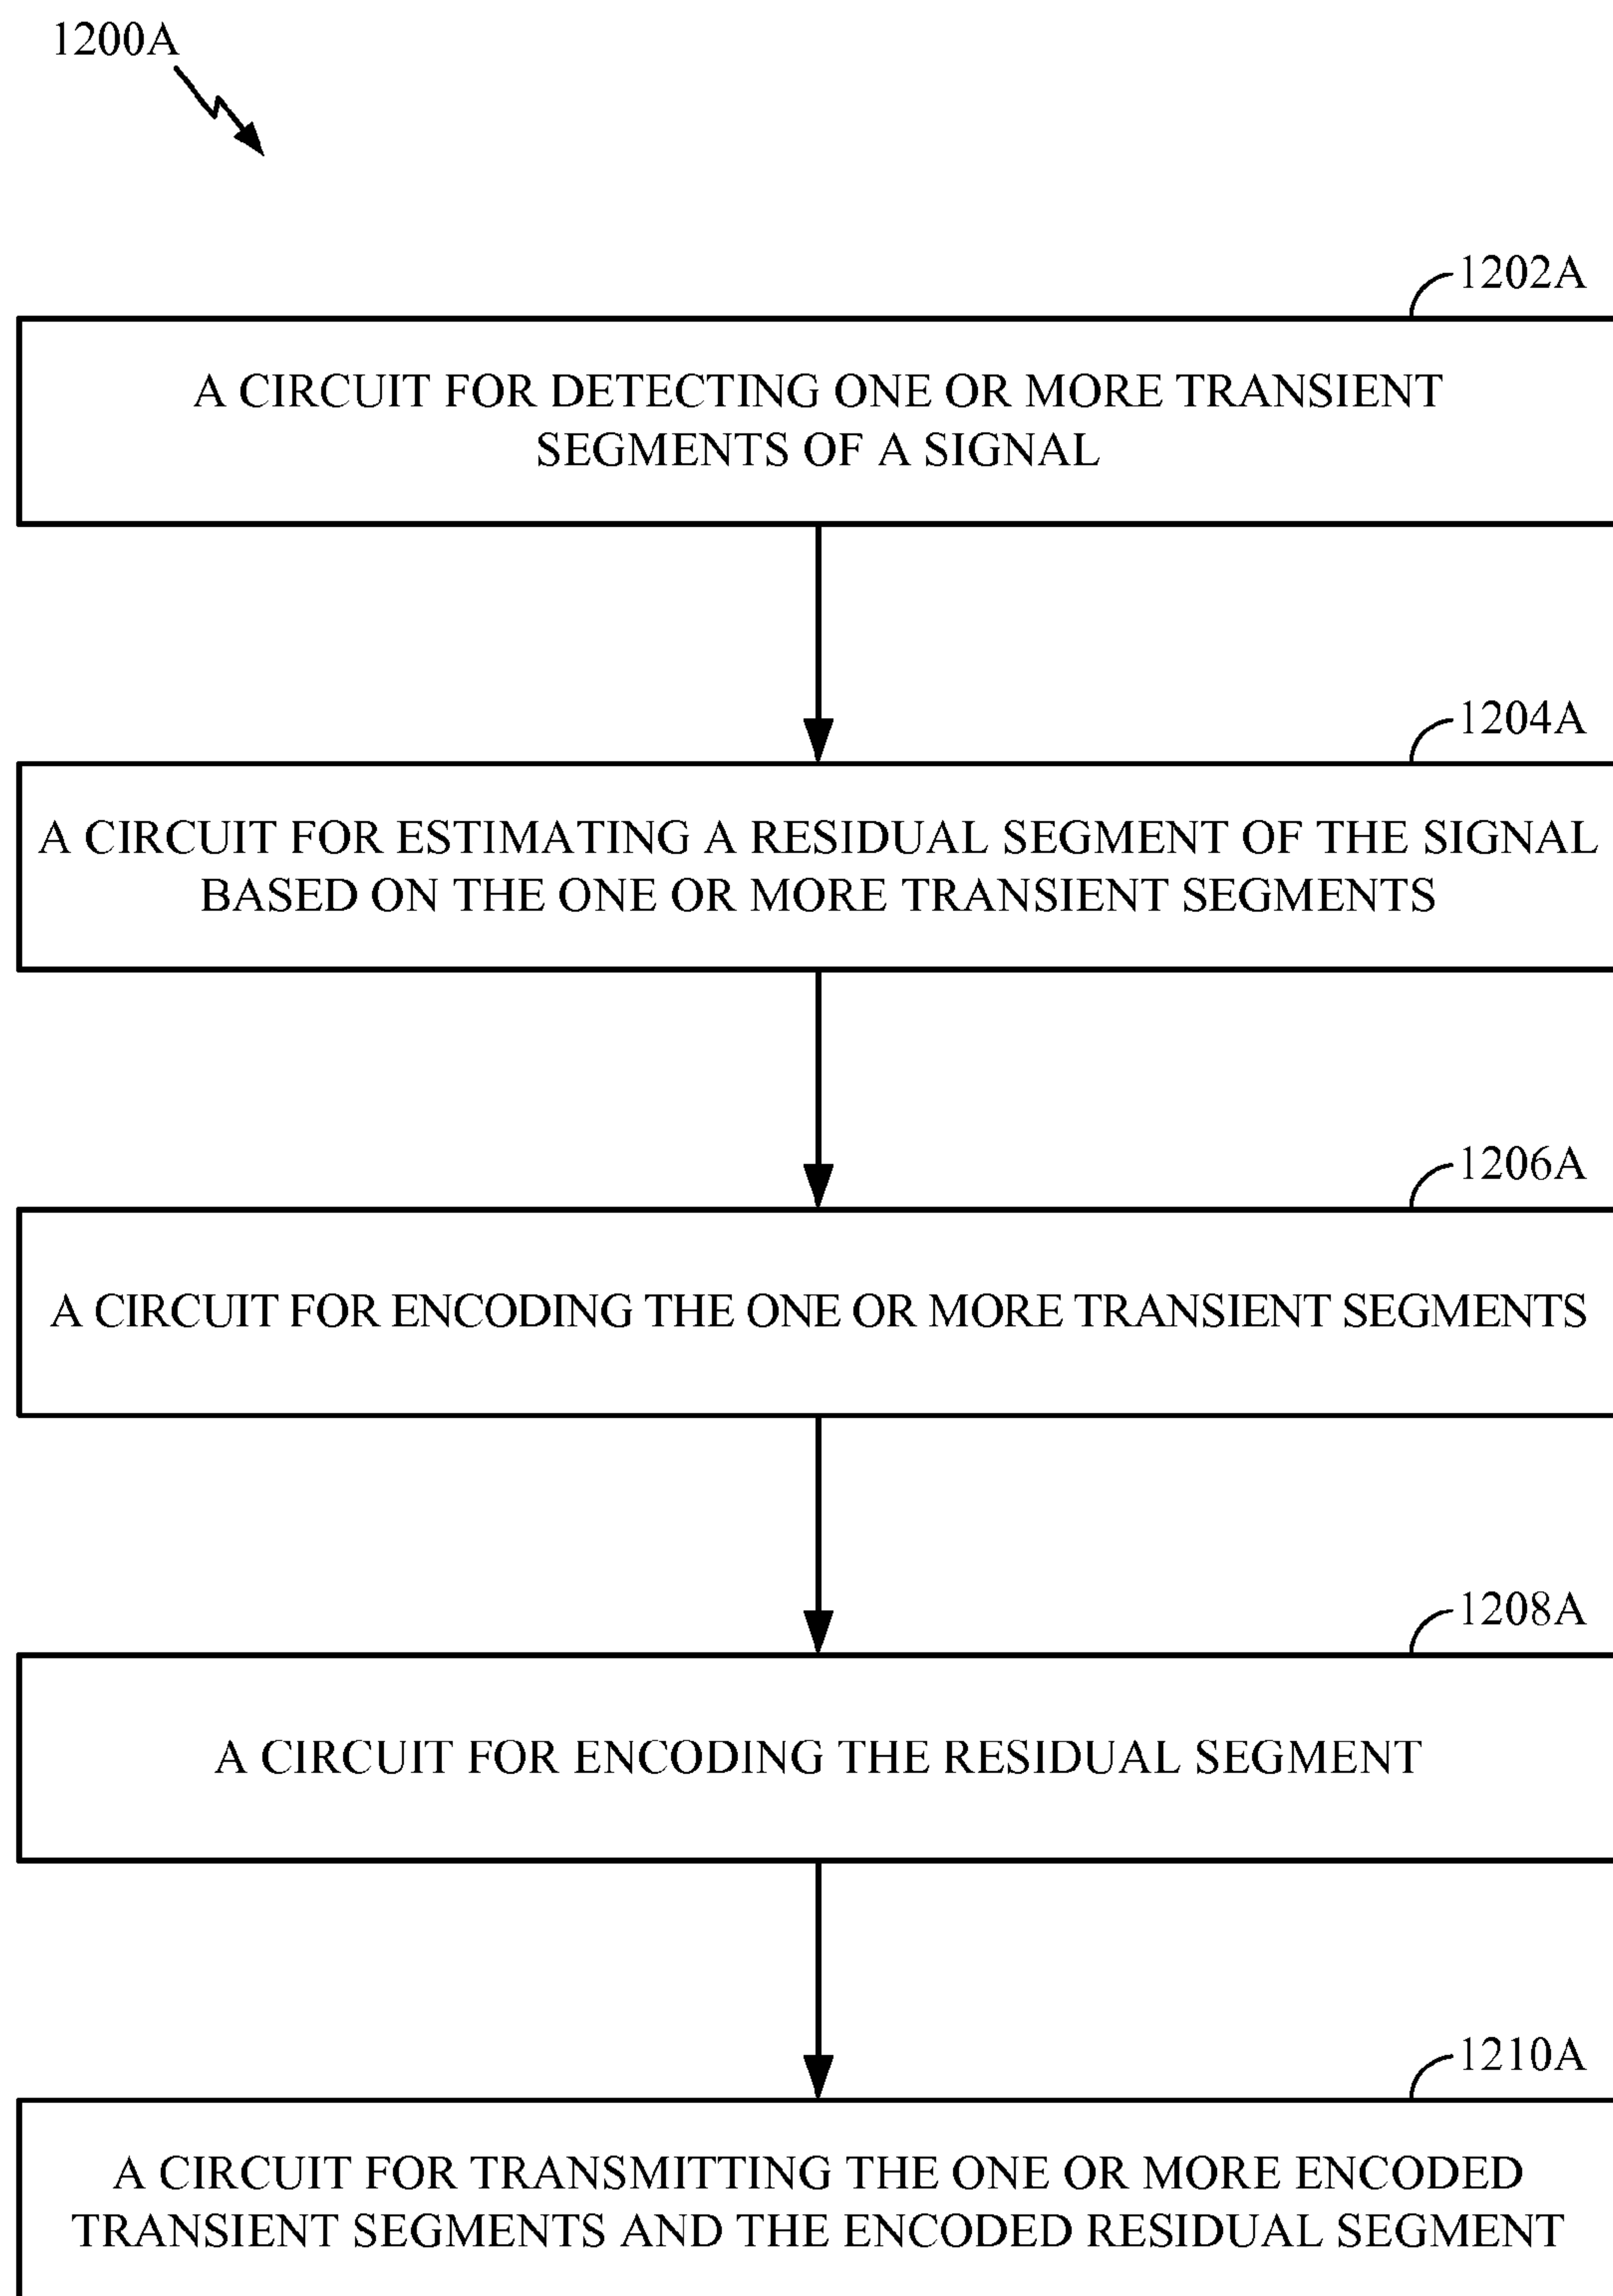 1200A
1202A
A CIRCUIT FOR DETECTING ONE OR MORE TRANSIENT
SEGMENTS OF A SIGNAL
1204A
A CIRCUIT FOR ESTIMATING A RESIDUAL SEGMENT OF THE SIGNAL
BASED ON THE ONE OR MORE TRANSIENT SEGMENTS
1206A
A CIRCUIT FOR ENCODING THE ONE OR MORE TRANSIENT SEGMENTS
1208A
A CIRCUIT FOR ENCODING THE RESIDUAL SEGMENT
1210A
A CIRCUIT FOR TRANSMITTING THE ONE OR MORE ENCODED
TRANSIENT SEGMENTS AND THE ENCODED RESIDUAL SEGMENT